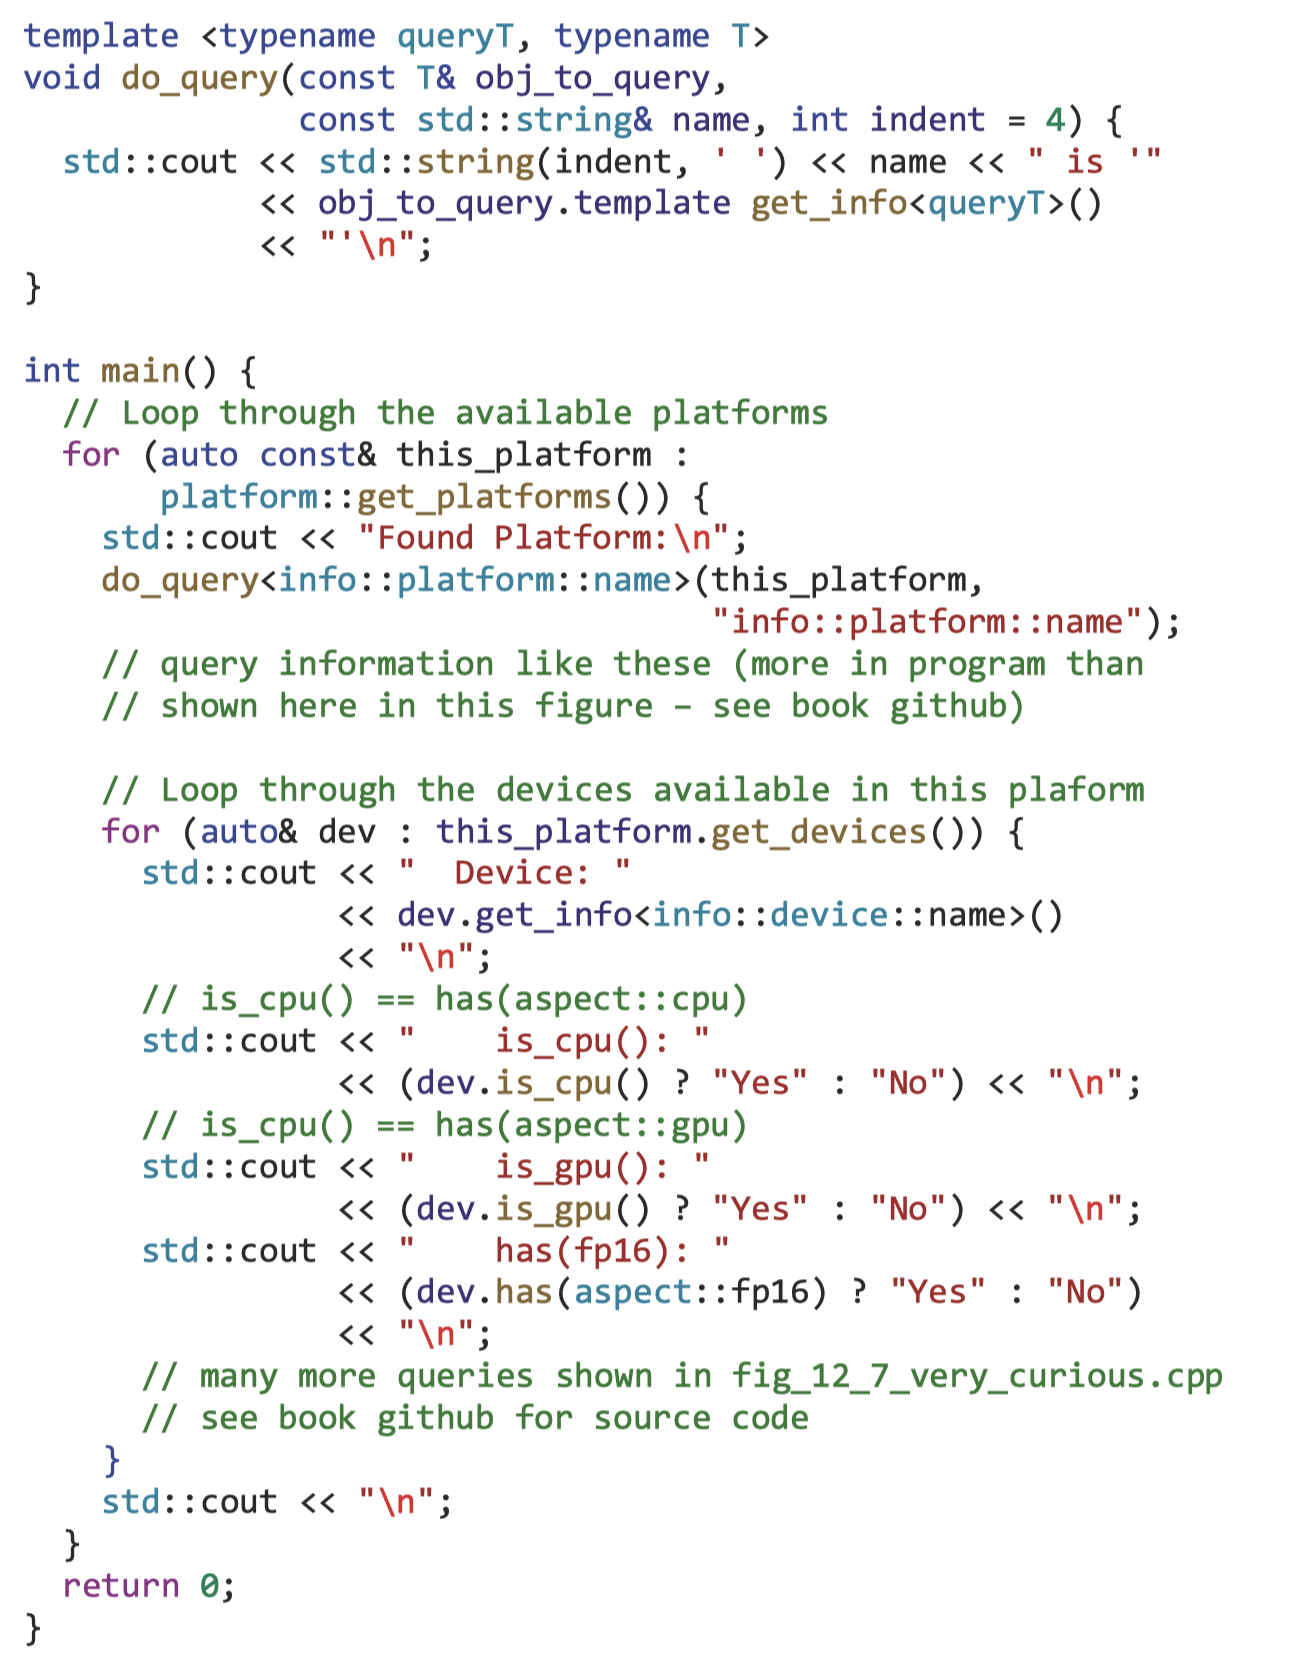 template <typename queryT, typename T>
void do_query(const T& obj_to_query,
              const std::string& name, int indent = 4) {
  std::cout << std::string(indent, ' ') << name << " is '"
            << obj_to_query.template get_info<queryT>()
            << "'\n";
}

int main() {
  // Loop through the available platforms
  for (auto const& this_platform :
       platform::get_platforms()) {
    std::cout << "Found Platform:\n";
    do_query<info::platform::name>(this_platform,
                                   "info::platform::name");
    // query information like these (more in program than
    // shown here in this figure – see book github)

    // Loop through the devices available in this plaform
    for (auto& dev : this_platform.get_devices()) {
      std::cout << "  Device: "
                << dev.get_info<info::device::name>()
                << "\n";
      // is_cpu() == has(aspect::cpu)
      std::cout << "    is_cpu(): "
                << (dev.is_cpu() ? "Yes" : "No") << "\n";
      // is_cpu() == has(aspect::gpu)
      std::cout << "    is_gpu(): "
                << (dev.is_gpu() ? "Yes" : "No") << "\n";
      std::cout << "    has(fp16): "
                << (dev.has(aspect::fp16) ? "Yes" : "No")
                << "\n";
      // many more queries shown in fig_12_7_very_curious.cpp
      // see book github for source code
    }
    std::cout << "\n";
  }
  return 0;
}